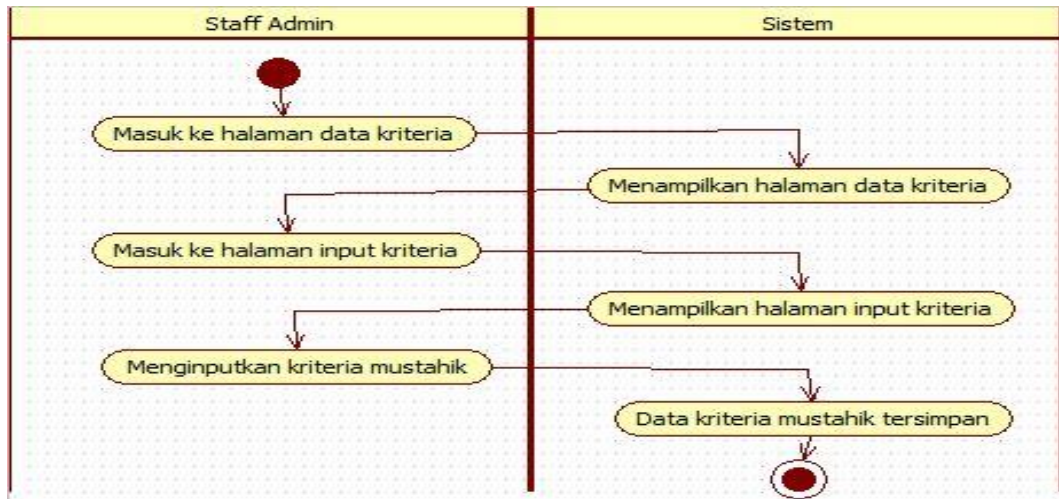 Staff Admin
Sistem
Masuk ke halaman data kriteria
Menampilkan halaman data kriteria
Masuk ke halaman input kriteria
Menampilkan halaman input kriteria
Menginputkan kriteria mustahik
Data kriteria mustahik tersimpan